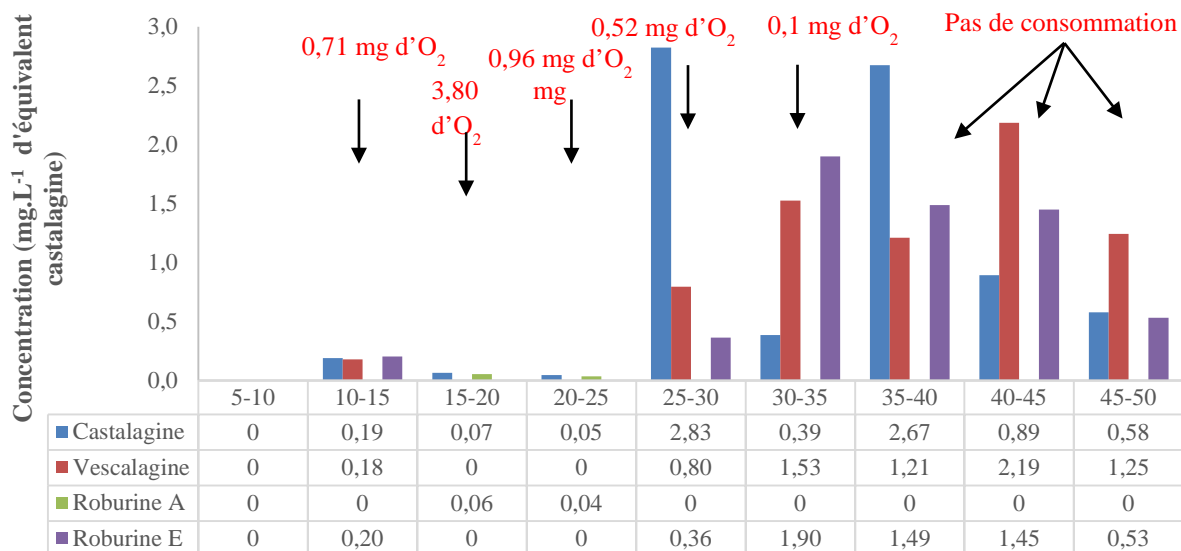 Concentration (mg.L-1 d'équivalent
castalagine)
3,0
2,5
2,0
1,5
1,0
0,5
0,0
0,71 mg d'O2
3,80
d'O2
0,96 mg d'O2
mg
0,52 mg d'O2
0,1 mg d'O2
Pas de consommation
5-10 10-15 15-20 20-25 25-30 30-35 35-40 40-45 45-50
Castalagine 0 0,19 0,07 0,05 2,83 0,39 2,67 0,89 0,58
Vescalagine 0 0,18 0 0 0,80 1,53 1,21 2,19 1,25
Roburine A 0 0 0,06 0,04 0 0 0 0 0
Roburine E 0 0,20 0 0 0,36 1,90 1,49 1,45 0,53